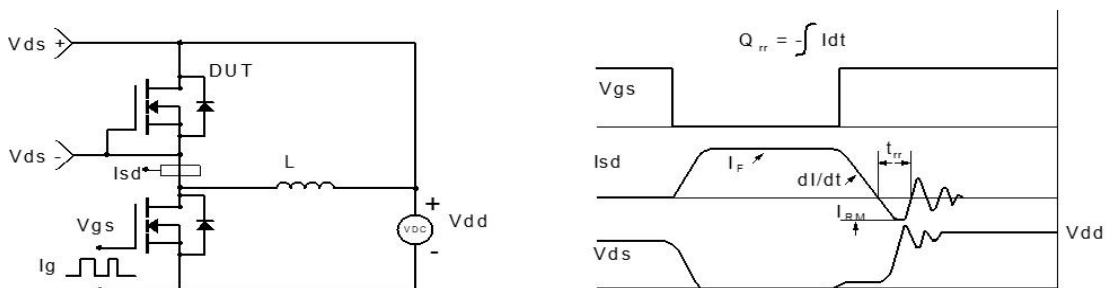 Vds +
DUT
Vds -
Isd
L
Vgs
+
VDC
-
Vdd
Ig
Q rr = - ∫ Idt
Vgs
Isd
I F
dI/dt
t rr
I RM
Vds
Vdd